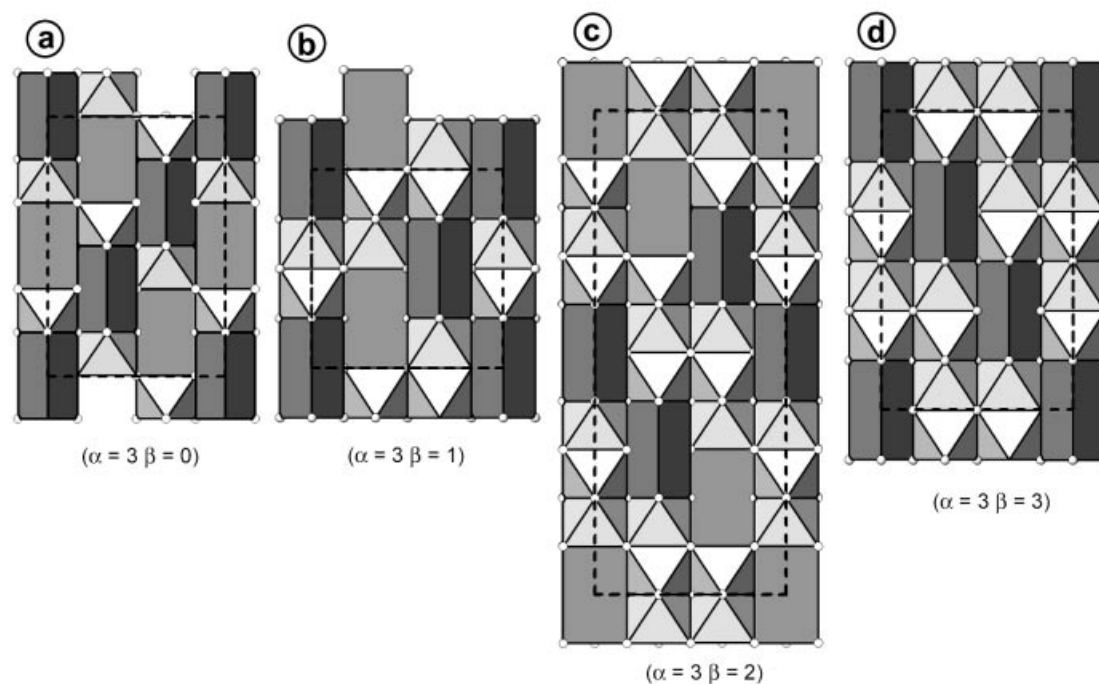 a
b
c
d
(α = 3 β = 0)
(α = 3 β = 1)
(α = 3 β = 2)
(α = 3 β = 3)